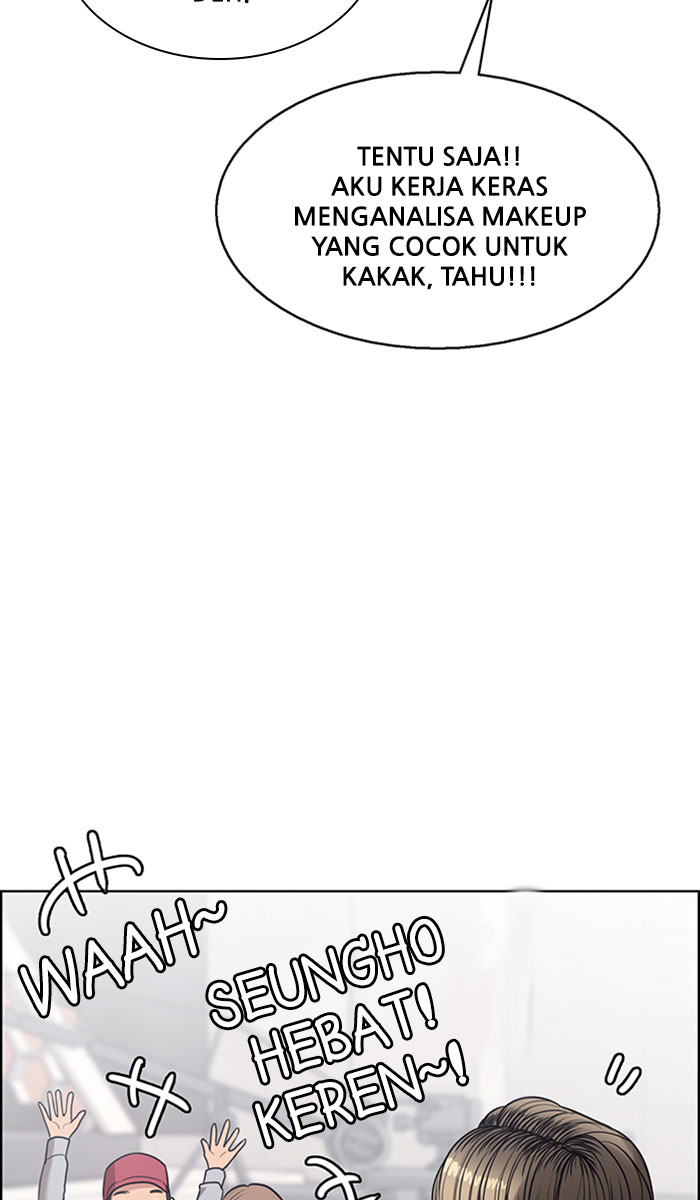 TENTU SAJA!!
AKU KERJA KERAS
MENGANALISA MAKEUP
YANG COCOK UNTUK
KAKAK, TAHU!!!
WAAH~
SEUNGHO
HEBAT!
KEREN~!